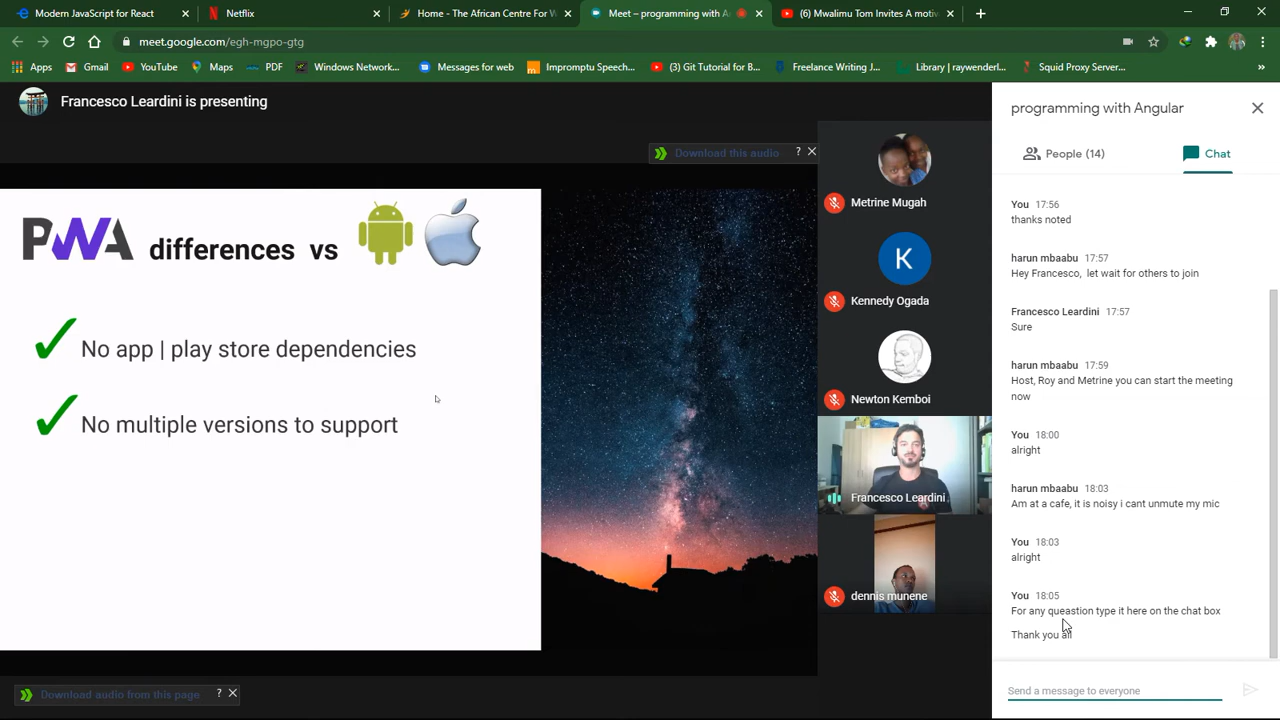 Modern JavaScript for React
Netflix
Home - The African Centre For W
Meet – programming with A
(6) Mwalimu Tom Invites A motiv
meet.google.com/egh-mgpo-gtg
Apps
Gmail
YouTube
Maps
PDF
Windows Network...
Messages for web
Impromptu Speech...
(3) Git Tutorial for B...
Freelance Writing J...
Library | raywenderl...
Squid Proxy Server...
»
Francesco Leardini is presenting
Download this audio
?
PWA differences vs
No app | play store dependencies
No multiple versions to support
Download audio from this page
?
Metrine Mugah
K
Kennedy Ogada
Newton Kemboi
Francesco Leardini
dennis munene
programming with Angular
People (14)
Chat
You 17:56
thanks noted
harun mbaabu 17:57
Hey Francesco, let wait for others to join
Francesco Leardini 17:57
Sure
harun mbaabu 17:59
Host, Roy and Metrine you can start the meeting
now
You 18:00
alright
harun mbaabu 18:03
Am at a cafe, it is noisy i cant unmute my mic
You 18:03
alright
You 18:05
For any queastion type it here on the chat box
Thank you all
Send a message to everyone